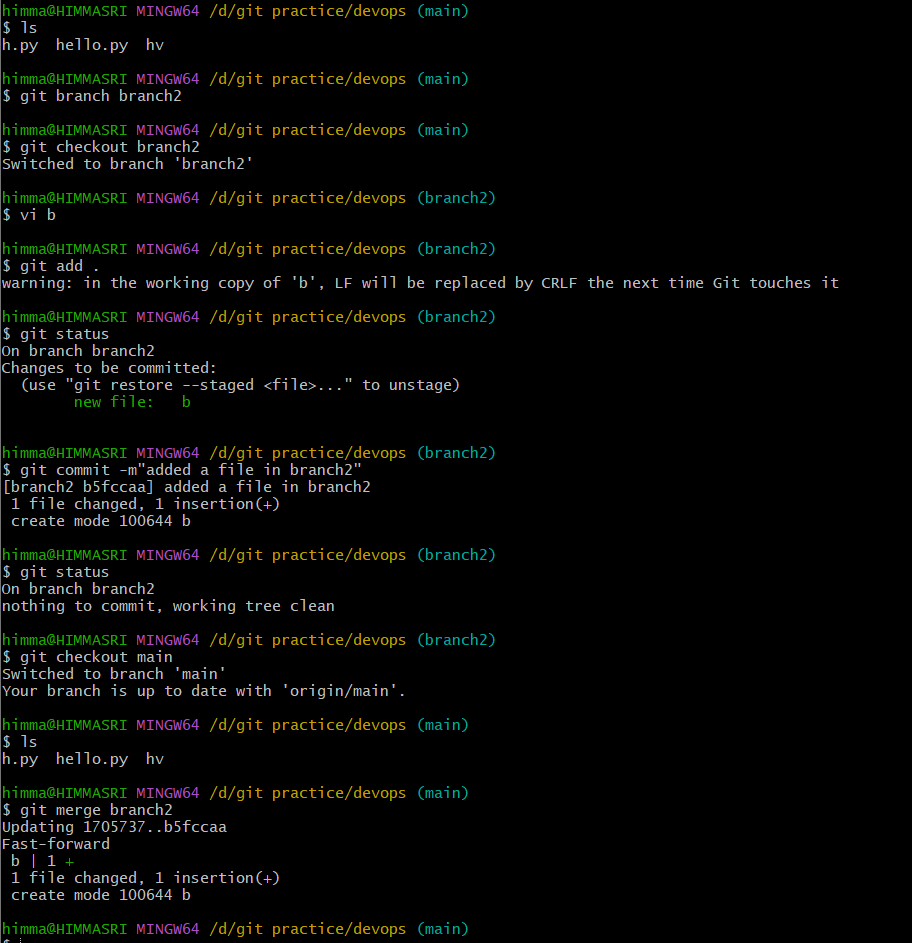 himma@HIMMASRI MINGW64 /d/git practice/devops (main)
$ ls
h.py  hello.py  hv
himma@HIMMASRI MINGW64 /d/git practice/devops (main)
$ git branch branch2
himma@HIMMASRI MINGW64 /d/git practice/devops (main)
$ git checkout branch2
Switched to branch 'branch2'
himma@HIMMASRI MINGW64 /d/git practice/devops (branch2)
$ vi b
himma@HIMMASRI MINGW64 /d/git practice/devops (branch2)
$ git add .
warning: in the working copy of 'b', LF will be replaced by CRLF the next time Git touches it
himma@HIMMASRI MINGW64 /d/git practice/devops (branch2)
$ git status
On branch branch2
Changes to be committed:
  (use "git restore --staged <file>..." to unstage)
        new file:   b
himma@HIMMASRI MINGW64 /d/git practice/devops (branch2)
$ git commit -m"added a file in branch2"
[branch2 b5fccaa] added a file in branch2
 1 file changed, 1 insertion(+)
 create mode 100644 b
himma@HIMMASRI MINGW64 /d/git practice/devops (branch2)
$ git status
On branch branch2
nothing to commit, working tree clean
himma@HIMMASRI MINGW64 /d/git practice/devops (branch2)
$ git checkout main
Switched to branch 'main'
Your branch is up to date with 'origin/main'.
himma@HIMMASRI MINGW64 /d/git practice/devops (main)
$ ls
h.py  hello.py  hv
himma@HIMMASRI MINGW64 /d/git practice/devops (main)
$ git merge branch2
Updating 1705737..b5fccaa
Fast-forward
 b | 1 +
 1 file changed, 1 insertion(+)
 create mode 100644 b
himma@HIMMASRI MINGW64 /d/git practice/devops (main)
$